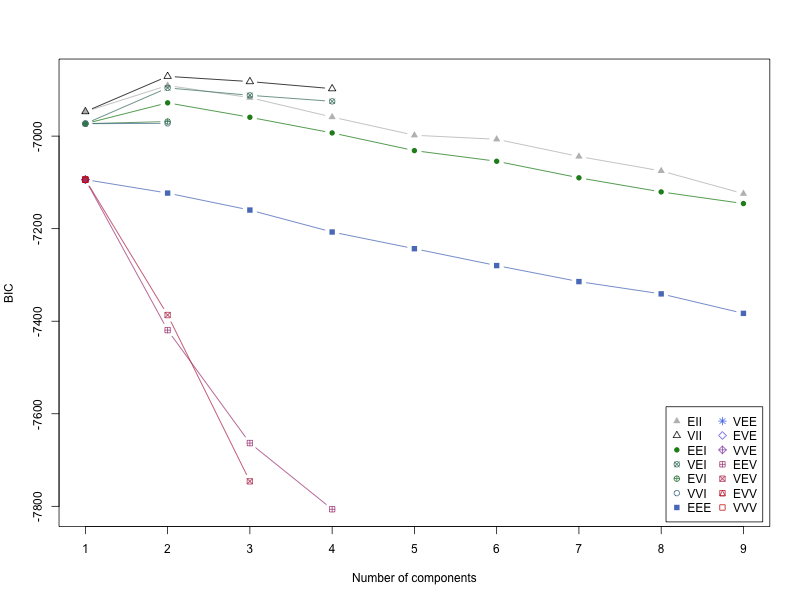 BIC
-7000
-7200
-7400
-7600
-7800
1 2 3 4 5 6 7 8 9
Number of components
EII VEE
VII EVE
EEI VVE
VEI EEV
EVI VEV
VVI EVV
EEE VVV